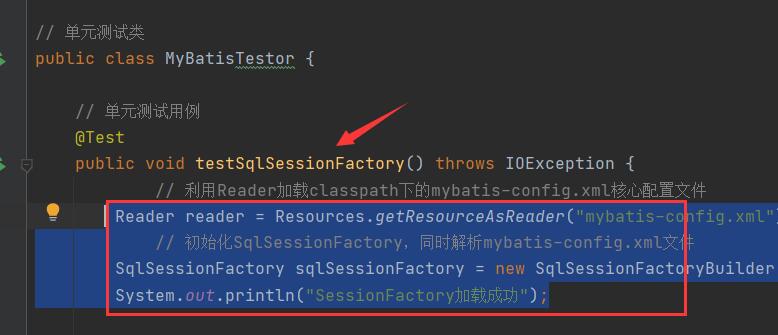 // 单元测试类
public class MyBatisTestor {
// 单元测试用例
@Test
public void testSqlSessionFactory() throws IOException {
// 利用Reader加载classpath下的mybatis-config.xml核心配置文件
Reader reader = Resources.getResourceAsReader("mybatis-config.xml")
// 初始化SqlSessionFactory，同时解析mybatis-config.xml文件
SqlSessionFactory sqlSessionFactory = new SqlSessionFactoryBuilder
System.out.println("SessionFactory加载成功");